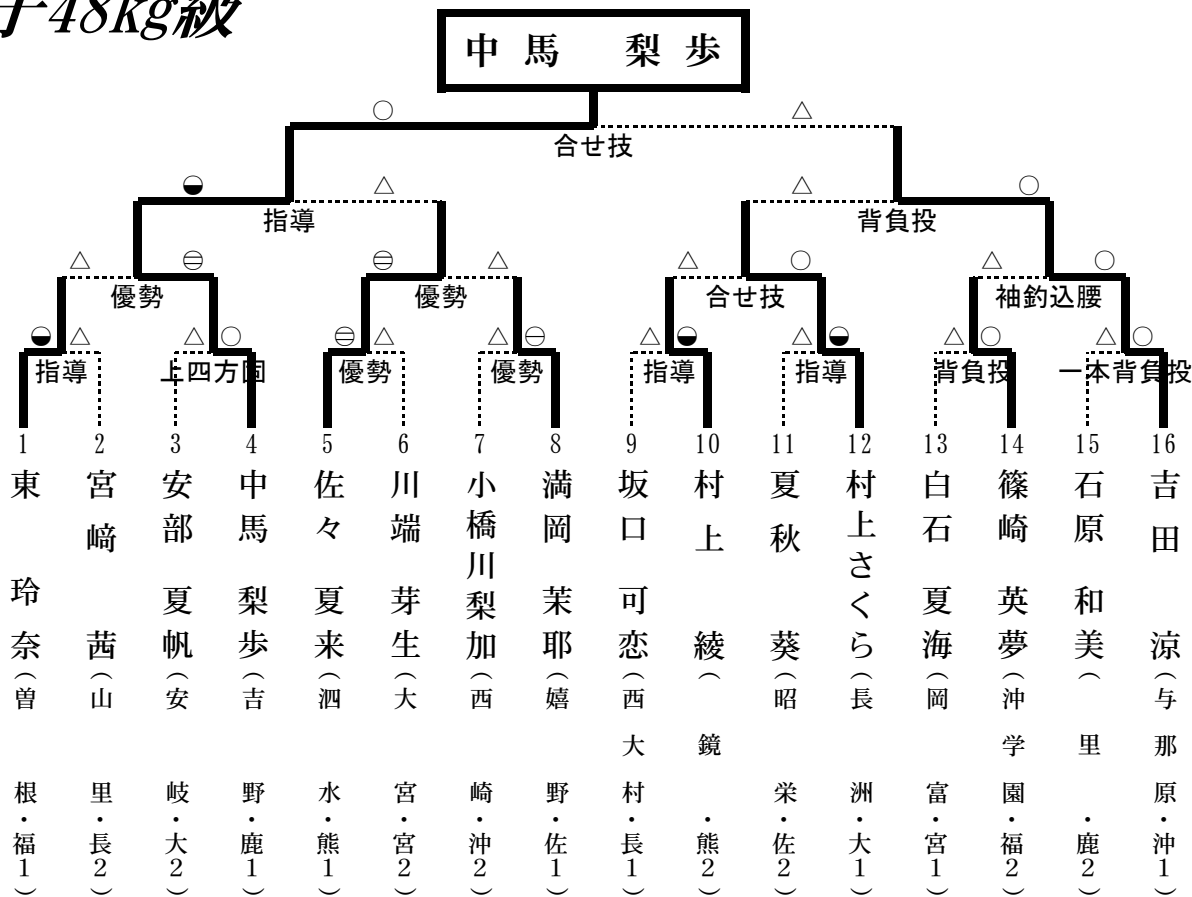 子48kg級
中馬 梨歩
○ △
合せ技
△ △ ○
指導 背負投
△ ㊀ ㊀ △ △ ○ △ ○
優勢 優勢 合せ技 袖釣込腰
△ △ ○ ㊀ △ △ ㊀ △ △ △ ○ △ ○
指導 上四方固 優勢 優勢 指導 指導 背負投 一本背負投
1 2 3 4 5 6 7 8 9 10 11 12 13 14 15 16
東 玲奈（曽根・福1）
宮﨑 茜（山里・長2）
安部 夏帆（安岐・大2）
中馬 梨歩（吉野・鹿1）
佐々 夏来（泗水・熊1）
川端 芽生（大宮・宮2）
小橋川梨加（西崎・沖2）
満岡 茉耶（嬉野・佐1）
坂口 可恋（西大村・長1）
村上 綾（鏡・熊2）
夏秋 葵（昭栄・佐2）
村上さくら（長洲・大1）
白石 夏海（岡富・宮1）
篠崎 英夢（沖学園・福2）
石原 和美（里・鹿2）
吉田 涼（与那原・沖1）